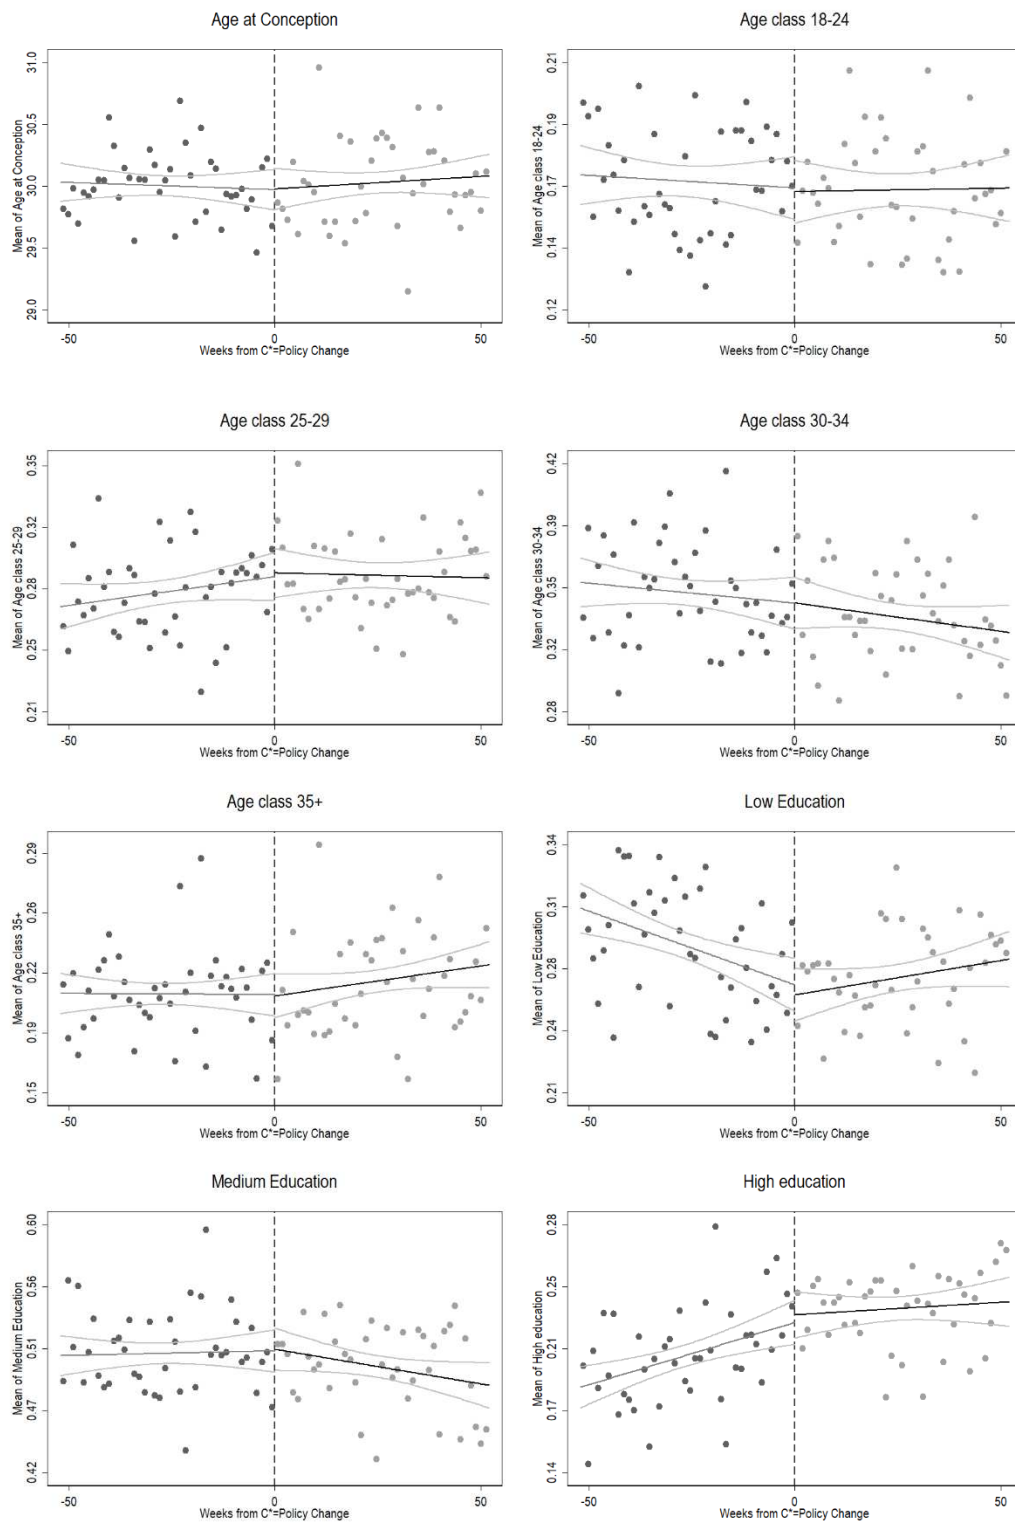 Age at Conception
Mean of Age at Conception
31.0
30.5
30.0
29.5
29.0
-50
0
50
Weeks from C*=Policy Change
Age class 18-24
Mean of Age class 18-24
0.21
0.19
0.17
0.14
0.12
-50
0
50
Weeks from C*=Policy Change
Age class 25-29
Mean of Age class 25-29
0.35
0.32
0.28
0.25
0.21
-50
0
50
Weeks from C*=Policy Change
Age class 30-34
Mean of Age class 30-34
0.42
0.39
0.35
0.32
0.28
-50
0
50
Weeks from C*=Policy Change
Age class 35+
Mean of Age class 35+
0.29
0.26
0.22
0.19
0.15
-50
0
50
Weeks from C*=Policy Change
Low Education
Mean of Low Education
0.34
0.31
0.28
0.24
0.21
-50
0
50
Weeks from C*=Policy Change
Medium Education
Mean of Medium Education
0.60
0.56
0.51
0.47
0.42
-50
0
50
Weeks from C*=Policy Change
High education
Mean of High education
0.28
0.25
0.21
0.17
0.14
-50
0
50
Weeks from C*=Policy Change